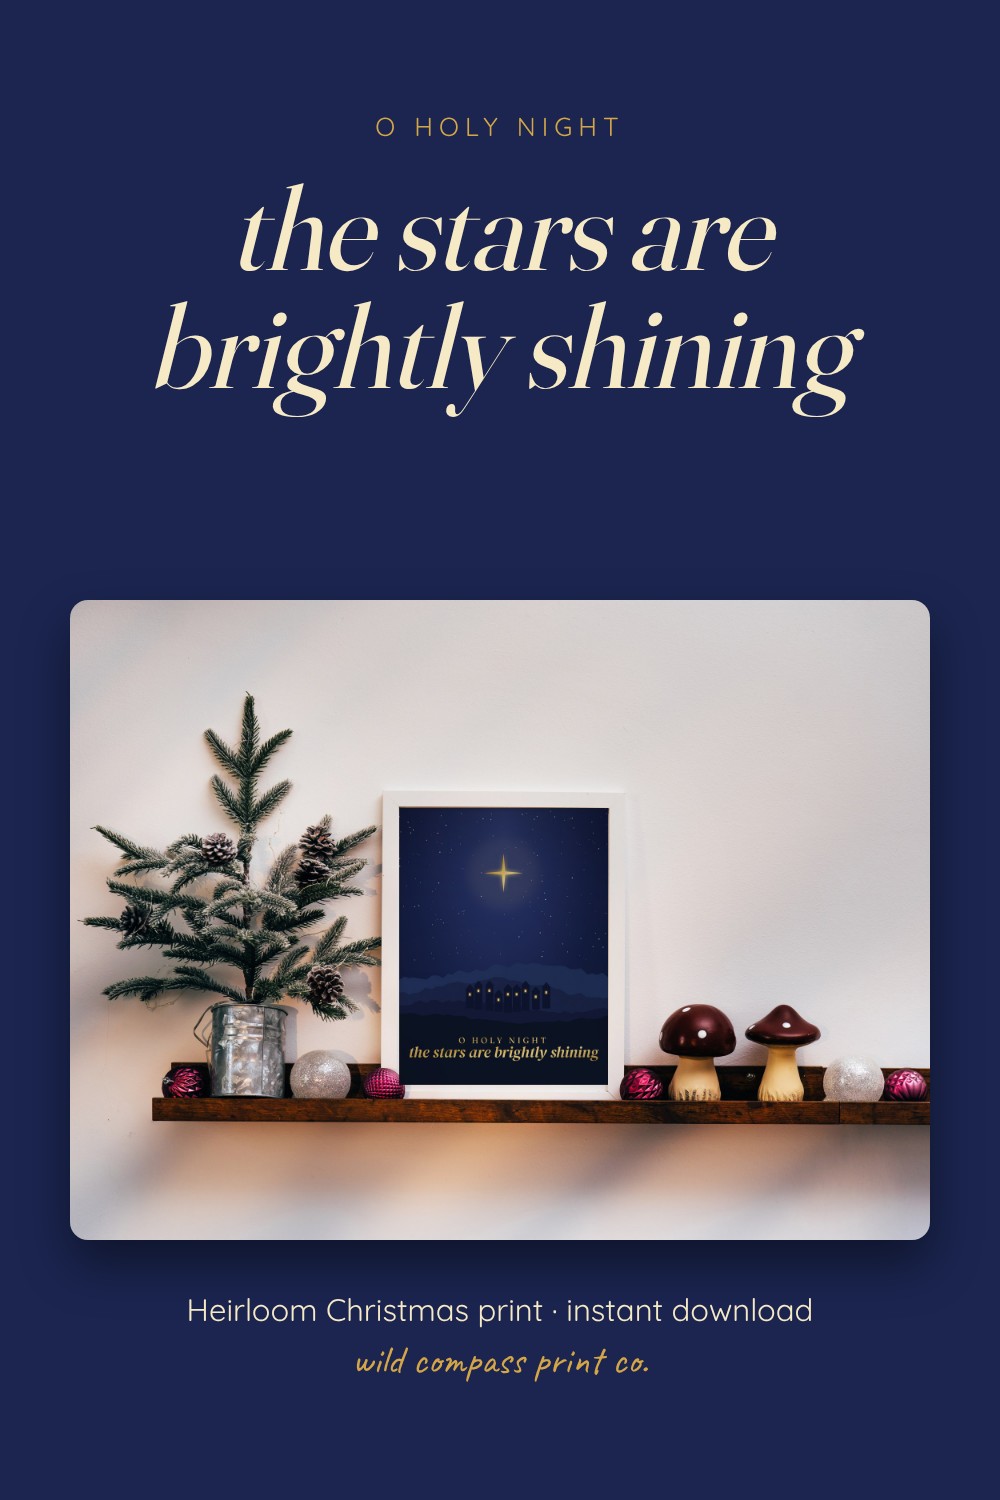 O HOLY NIGHT
the stars are
brightly shining
O HOLY NIGHT
the stars are brightly shining
Heirloom Christmas print · instant download
wild compass print co.